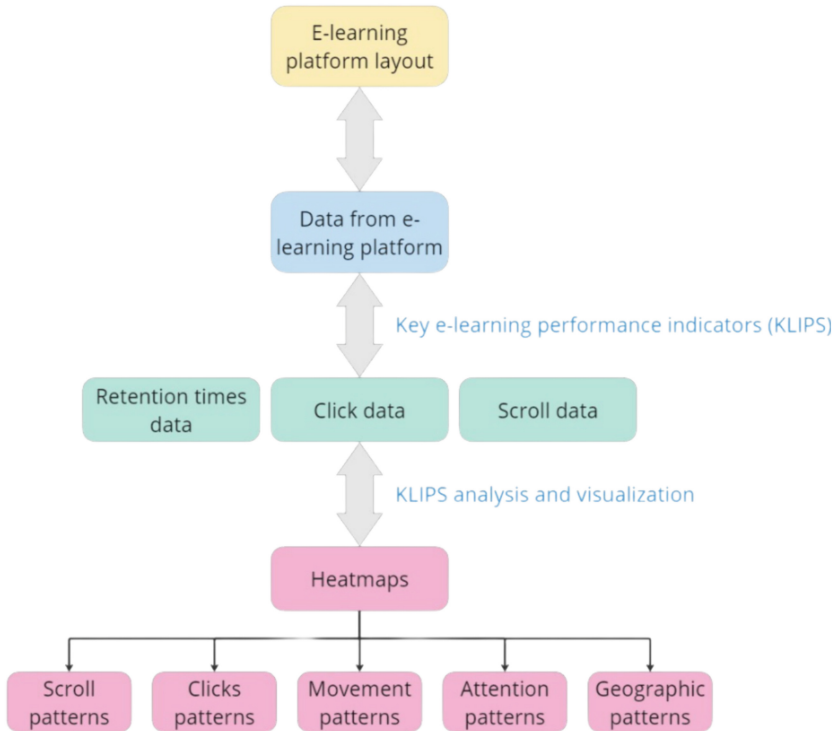 E-learning
platform layout
Data from e-
learning platform
Key e-learning performance indicators (KLIPS)
Retention times
data
Click data
Scroll data
KLIPS analysis and visualization
Heatmaps
Scroll
patterns
Clicks
patterns
Movement
patterns
Attention
patterns
Geographic
patterns